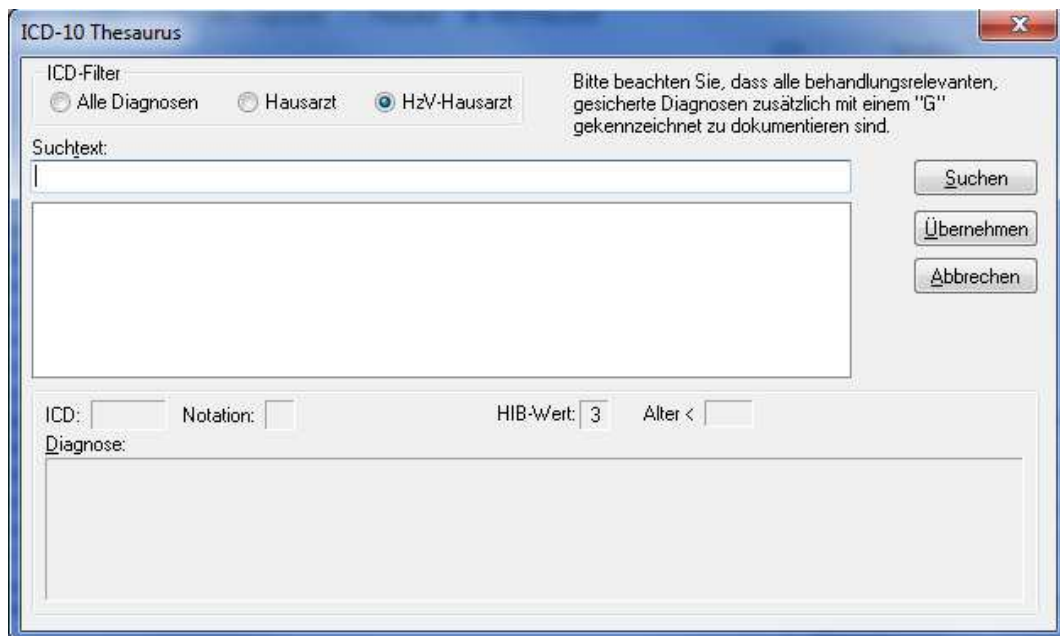 ICD-10 Thesaurus
ICD-Filter
Alle Diagnosen Hausarzt HzV-Hausarzt
Bitte beachten Sie, dass alle behandlungsrelevanten,
gesicherte Diagnosen zusätzlich mit einem "G"
gekennzeichnet zu dokumentieren sind.
Suchtext:
Suchen
Übernehmen
Abbrechen
ICD: Notation: HIB-Wert: 3 Alter <
Diagnose: